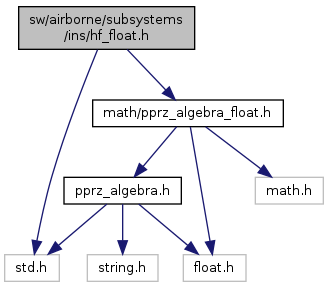 sw/airborne/subsystems
/ins/hf_float.h
math/pprz_algebra_float.h
pprz_algebra.h
math.h
std.h
string.h
float.h